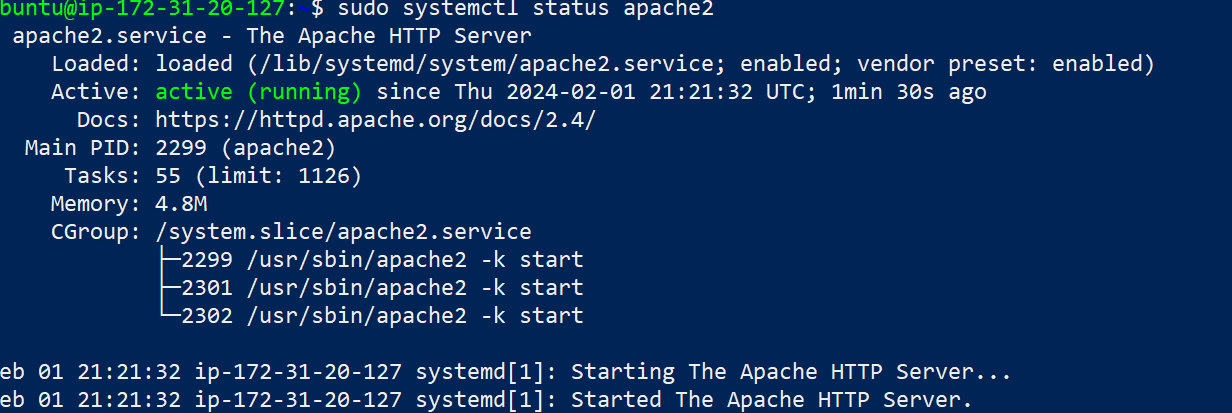 buntu@ip-172-31-20-127:~$ sudo systemctl status apache2
apache2.service - The Apache HTTP Server
Loaded: loaded (/lib/systemd/system/apache2.service; enabled; vendor preset: enabled)
Active: active (running) since Thu 2024-02-01 21:21:32 UTC; 1min 30s ago
Docs: https://httpd.apache.org/docs/2.4/
Main PID: 2299 (apache2)
Tasks: 55 (limit: 1126)
Memory: 4.8M
CGroup: /system.slice/apache2.service
├─2299 /usr/sbin/apache2 -k start
├─2301 /usr/sbin/apache2 -k start
└─2302 /usr/sbin/apache2 -k start
eb 01 21:21:32 ip-172-31-20-127 systemd[1]: Starting The Apache HTTP Server...
eb 01 21:21:32 ip-172-31-20-127 systemd[1]: Started The Apache HTTP Server.